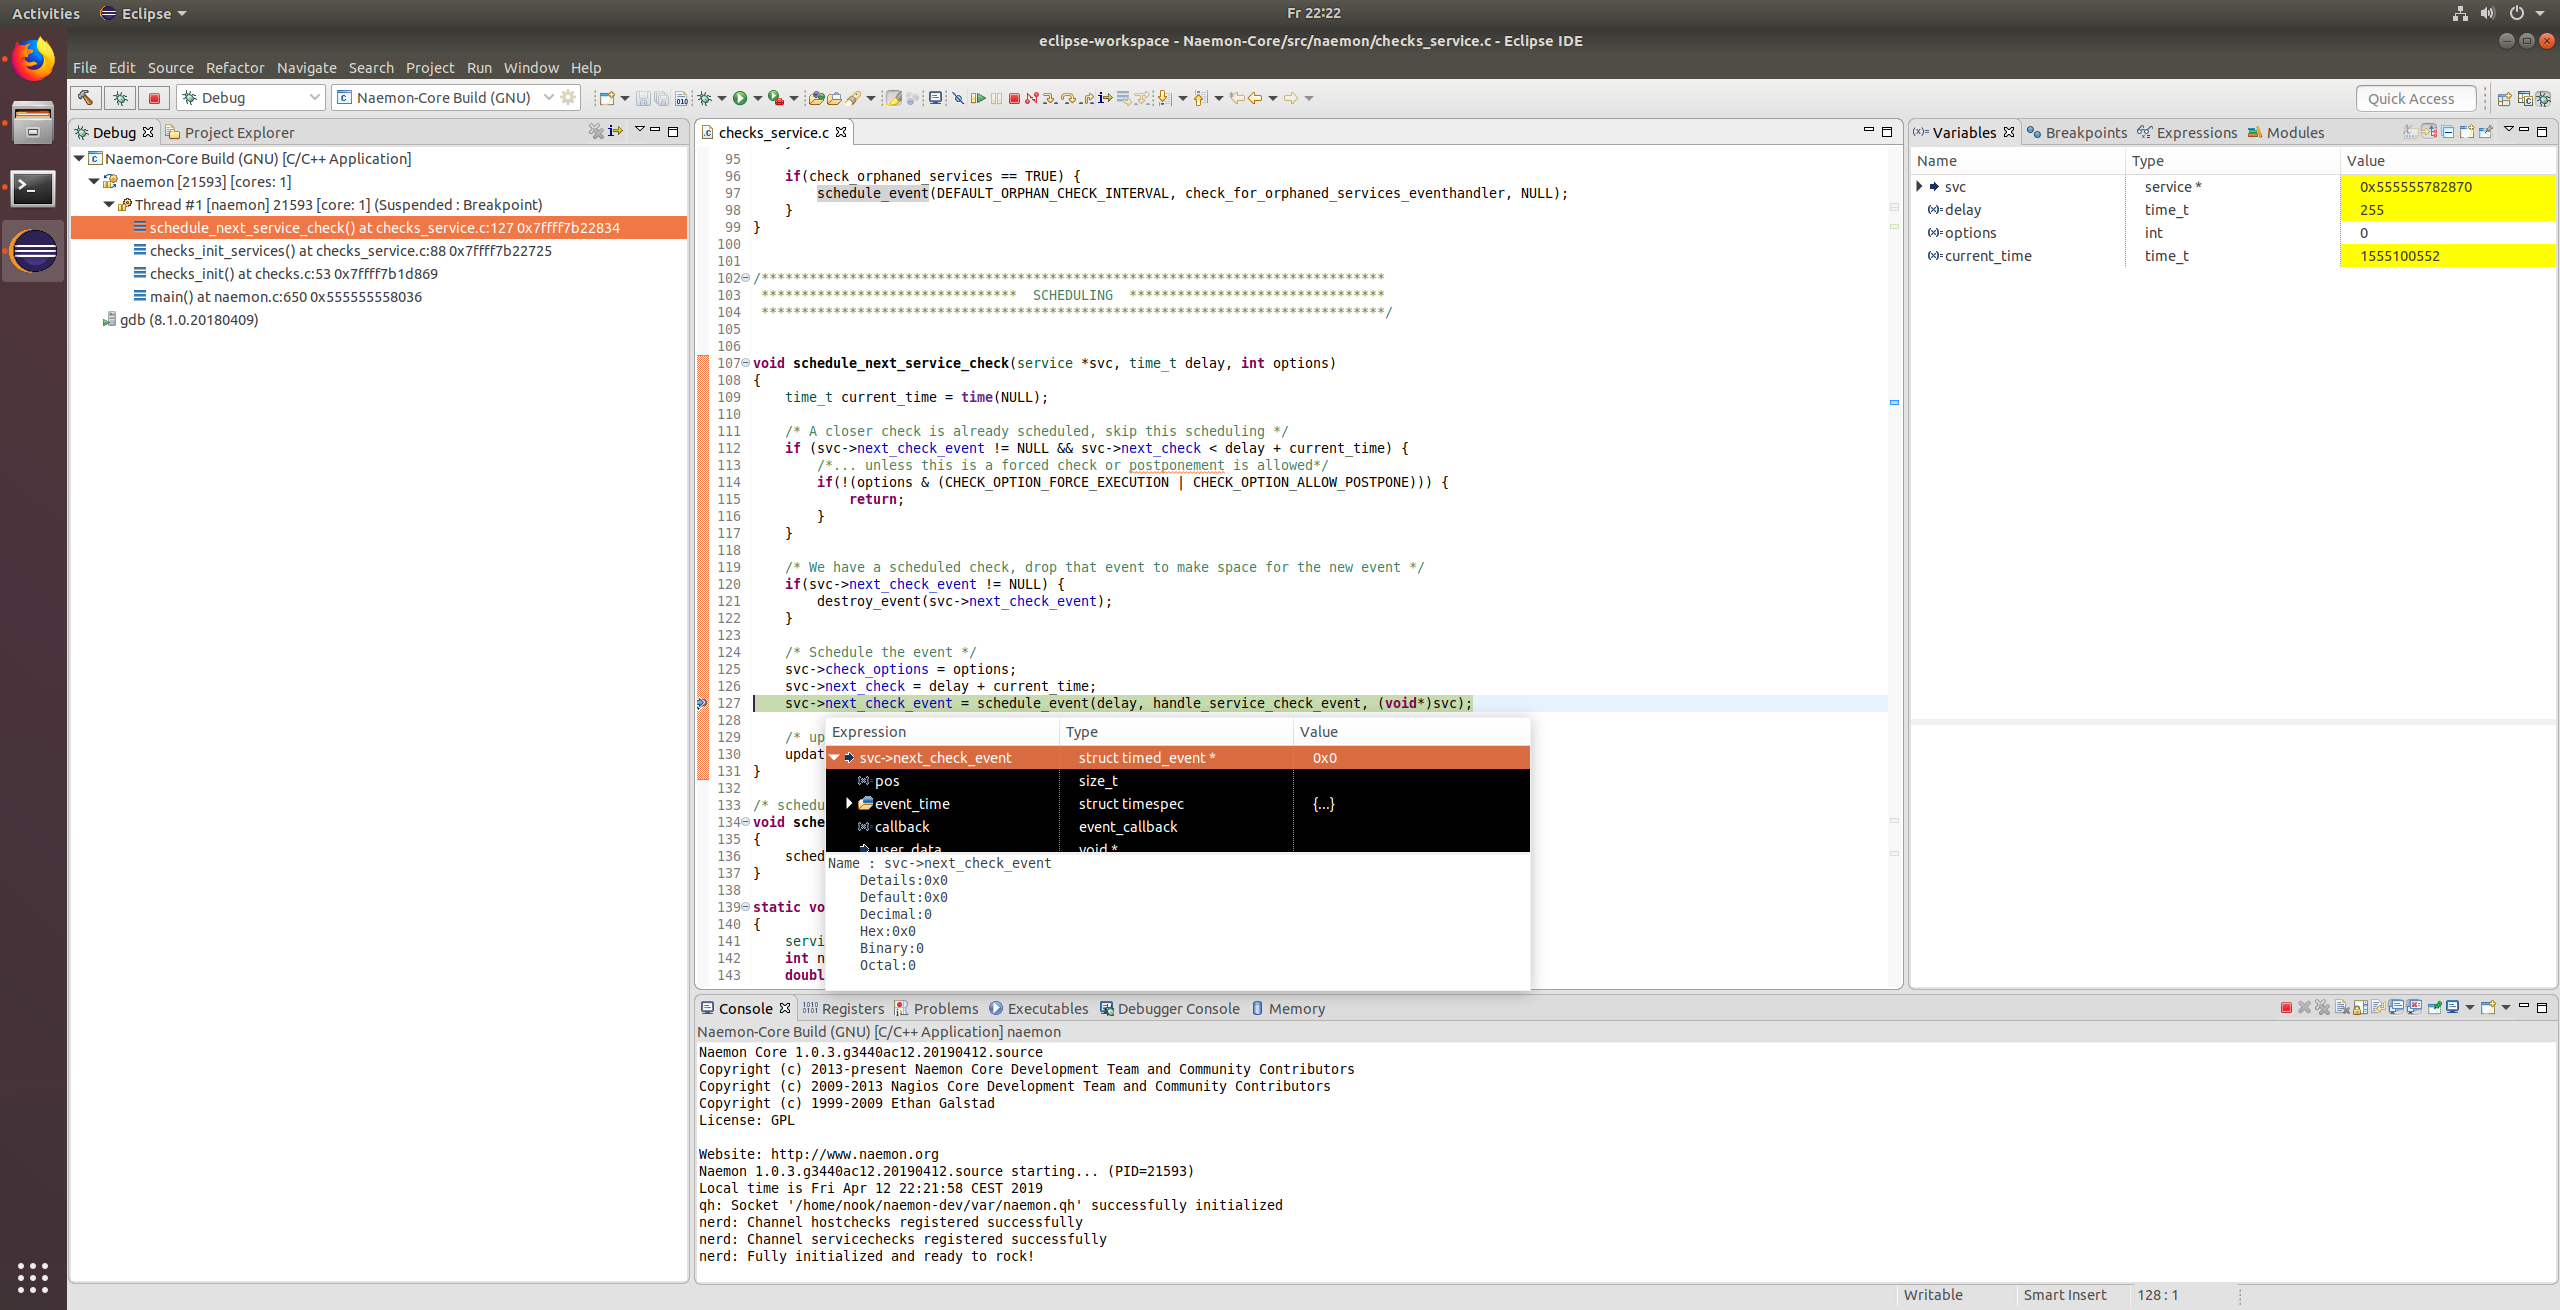 Activities Eclipse Fr 22:22
eclipse-workspace - Naemon-Core/src/naemon/checks_service.c - Eclipse IDE
File Edit Source Refactor Navigate Search Project Run Window Help
Debug Naemon-Core Build (GNU) Quick Access
Debug Project Explorer
Naemon-Core Build (GNU) [C/C++ Application]
naemon [21593] [cores: 1]
Thread #1 [naemon] 21593 [core: 1] (Suspended : Breakpoint)
schedule_next_service_check() at checks_service.c:127 0x7ffff7b22834
checks_init_services() at checks_service.c:88 0x7ffff7b22725
checks_init() at checks.c:53 0x7ffff7b1d869
main() at naemon.c:650 0x555555558036
gdb (8.1.0.20180409)
checks_service.c
95
96 if(check_orphaned_services == TRUE) {
97 schedule_event(DEFAULT_ORPHAN_CHECK_INTERVAL, check_for_orphaned_services_eventhandler, NULL);
98 }
99 }
100
101
102 /******************************************************************************
103 ******************************** SCHEDULING ********************************
104 ******************************************************************************/
105
106
107 void schedule_next_service_check(service *svc, time_t delay, int options)
108 {
109 time_t current_time = time(NULL);
110
111 /* A closer check is already scheduled, skip this scheduling */
112 if (svc->next_check_event != NULL && svc->next_check < delay + current_time) {
113 /*... unless this is a forced check or postponement is allowed*/
114 if(!(options & (CHECK_OPTION_FORCE_EXECUTION | CHECK_OPTION_ALLOW_POSTPONE))) {
115 return;
116 }
117 }
118
119 /* We have a scheduled check, drop that event to make space for the new event */
120 if(svc->next_check_event != NULL) {
121 destroy_event(svc->next_check_event);
122 }
123
124 /* Schedule the event */
125 svc->check_options = options;
126 svc->next_check = delay + current_time;
127 svc->next_check_event = schedule_event(delay, handle_service_check_event, (void*)svc);
128
129 /* up
130 updat
131 }
132
133 /* schedu
134 void sche
135 {
136 sched
137 }
138
139 static vo
140 {
141 servi
142 int n
143 doubl
Expression Type Value
svc->next_check_event struct timed_event * 0x0
pos size_t
event_time struct timespec {...}
callback event_callback
user_data void *
Name : svc->next_check_event
Details:0x0
Default:0x0
Decimal:0
Hex:0x0
Binary:0
Octal:0
Variables Breakpoints Expressions Modules
Name Type Value
svc service * 0x555555782870
delay time_t 255
options int 0
current_time time_t 1555100552
Console Registers Problems Executables Debugger Console Memory
Naemon-Core Build (GNU) [C/C++ Application] naemon
Naemon Core 1.0.3.g3440ac12.20190412.source
Copyright (c) 2013-present Naemon Core Development Team and Community Contributors
Copyright (c) 2009-2013 Nagios Core Development Team and Community Contributors
Copyright (c) 1999-2009 Ethan Galstad
License: GPL
Website: http://www.naemon.org
Naemon 1.0.3.g3440ac12.20190412.source starting... (PID=21593)
Local time is Fri Apr 12 22:21:58 CEST 2019
qh: Socket '/home/nook/naemon-dev/var/naemon.qh' successfully initialized
nerd: Channel hostchecks registered successfully
nerd: Channel servicechecks registered successfully
nerd: Fully initialized and ready to rock!
Writable Smart Insert 128 : 1